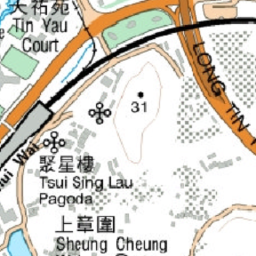 天祐苑
Tin Yau
Court
LONG TIN
31
聚星樓
Tsui Sing Lau
Pagoda
上章圍
Sheung Cheung